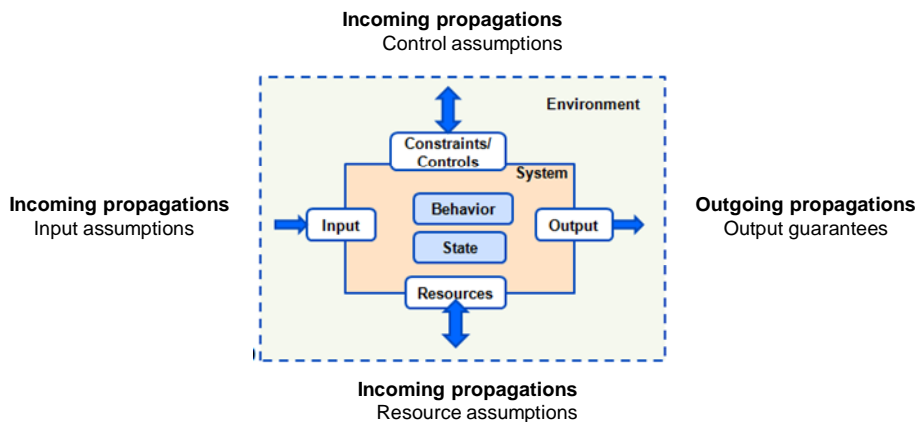 Incoming propagations
Control assumptions
Environment
Constraints/
Controls
System
Incoming propagations
Input assumptions
Input
Behavior
State
Output
Outgoing propagations
Output guarantees
Resources
Incoming propagations
Resource assumptions